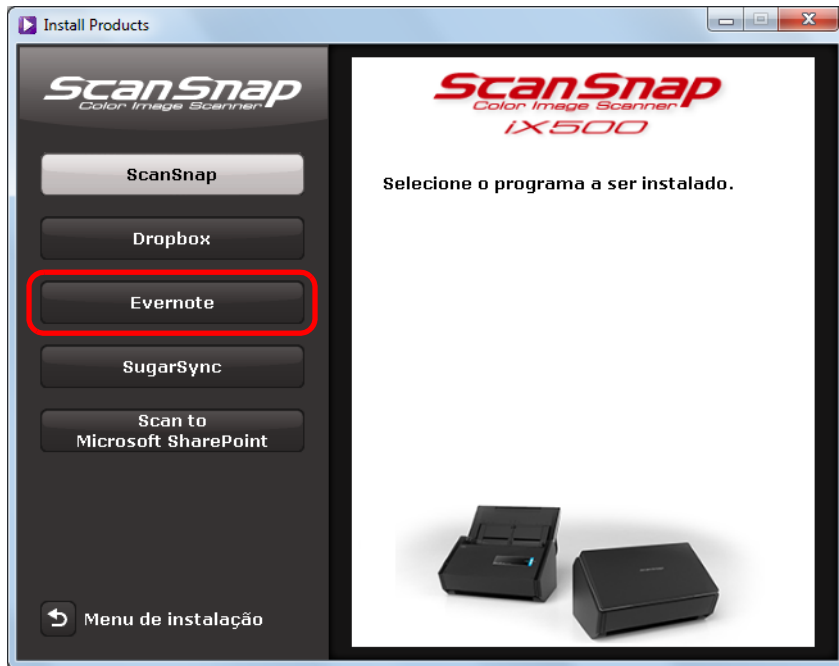 Install Products
ScanSnap
Color Image Scanner
ScanSnap
Dropbox
Evernote
SugarSync
Scan to
Microsoft SharePoint
Menu de instalação
ScanSnap
Color Image Scanner
iX500
Selecione o programa a ser instalado.